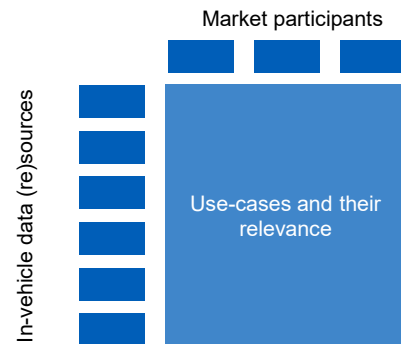 Market participants
In-vehicle data (re)sources
Use-cases and their
relevance